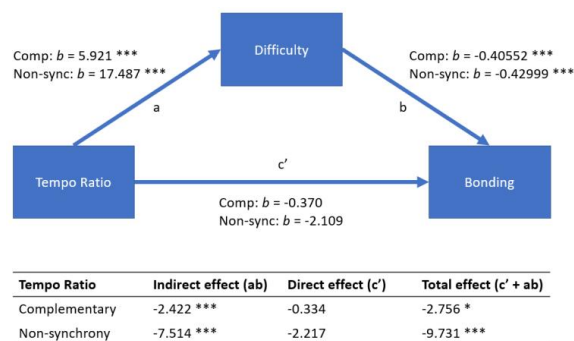 Comp: b = 5.921 ***
Non-sync: b = 17.487 ***
Difficulty
Comp: b = -0.40552 ***
Non-sync: b = -0.42999 ***
a
b
Tempo Ratio
c’
Bonding
Comp: b = -0.370
Non-sync: b = -2.109
Tempo Ratio Indirect effect (ab) Direct effect (c’) Total effect (c’ + ab)
Complementary -2.422 *** -0.334 -2.756 *
Non-synchrony -7.514 *** -2.217 -9.731 ***